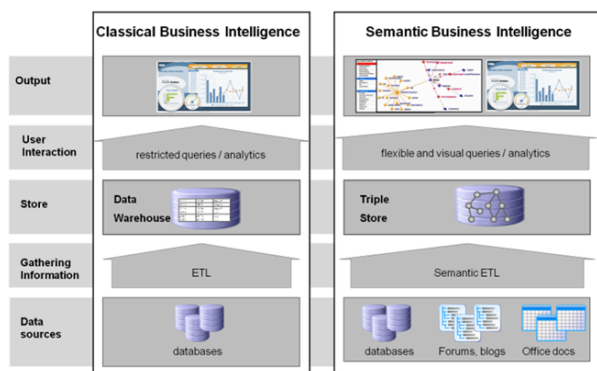 Classical Business Intelligence
Semantic Business Intelligence
Output
User
Interaction
restricted queries / analytics
flexible and visual queries / analytics
Store
Data
Warehouse
Triple
Store
Gathering
Information
ETL
Semantic ETL
Data
sources
databases
databases
Forums, blogs
Office docs